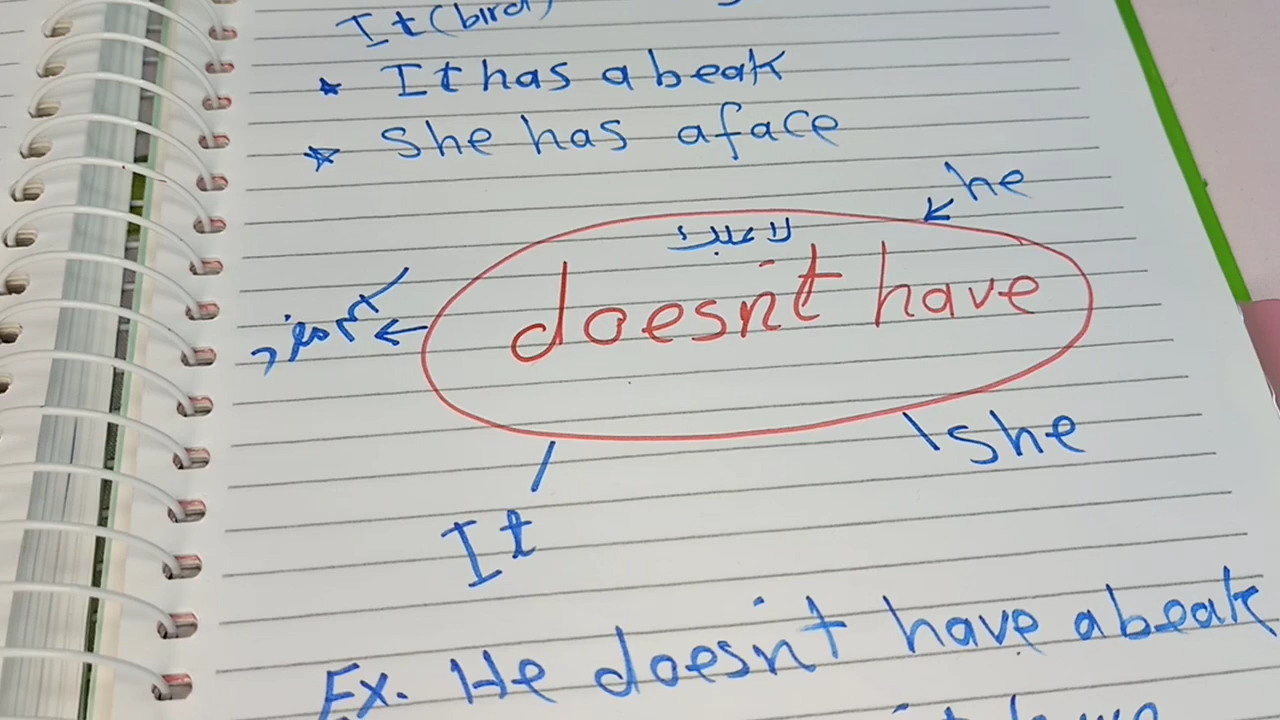 It (bird)
* It has a beak
* She has a face
he
لا يملك
doesn't have
It
she
Ex. He doesn't have a beak